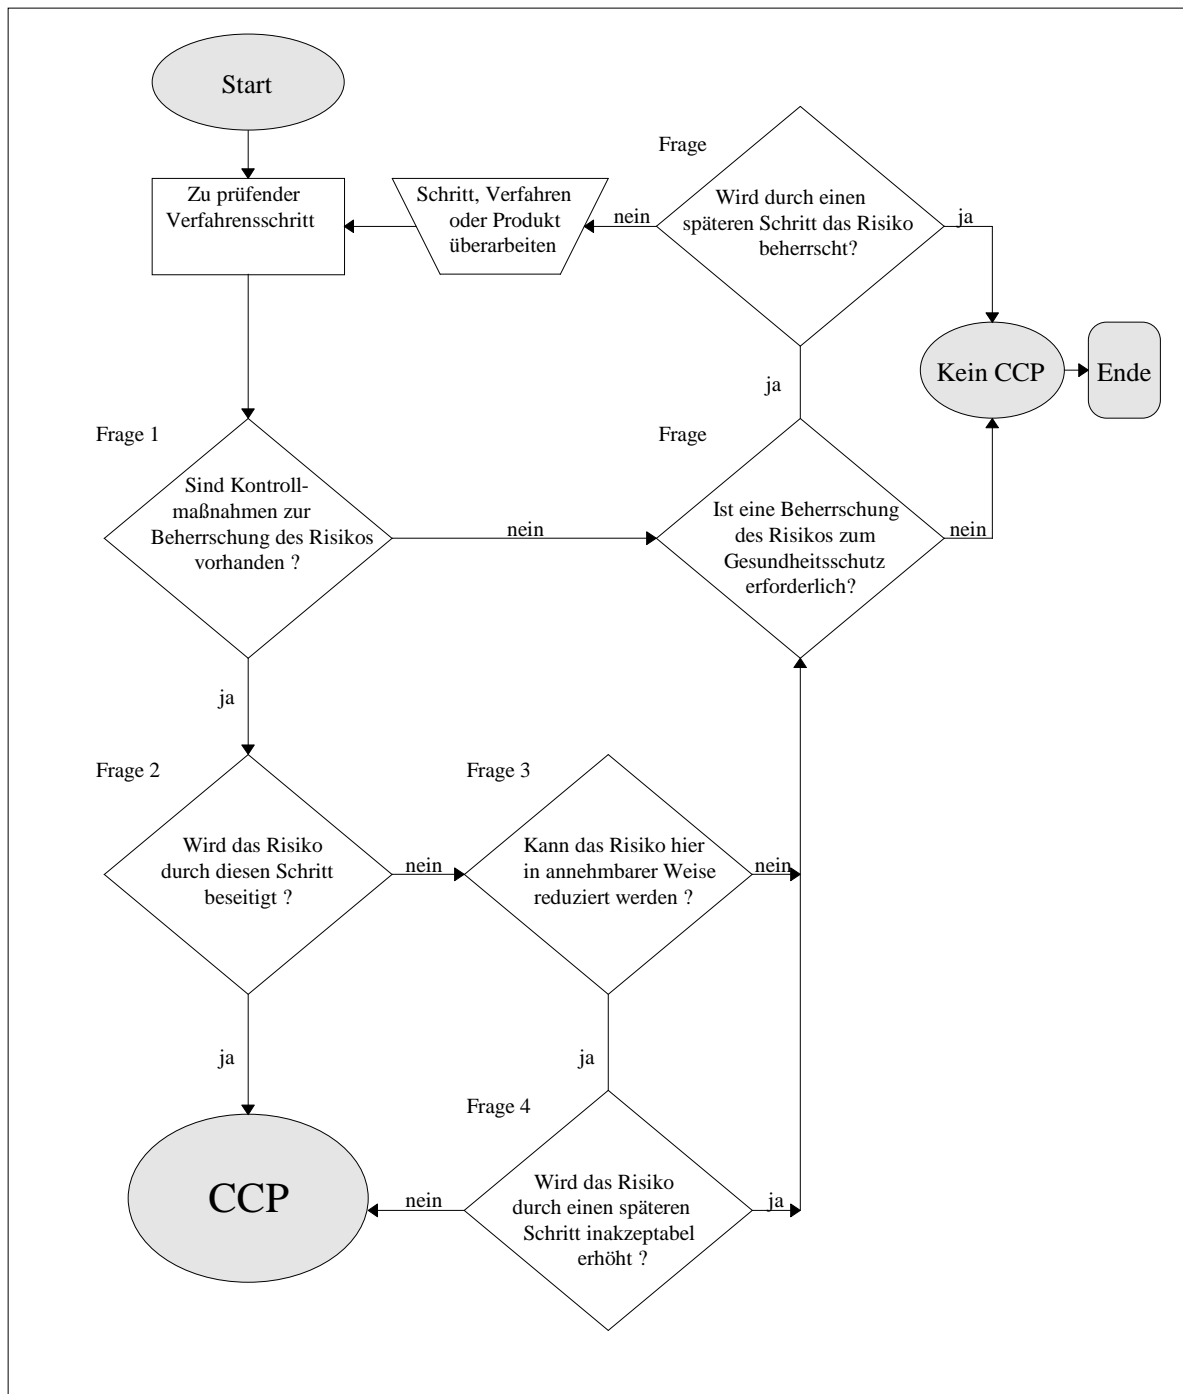 Start
Zu prüfender
Verfahrensschritt
Schritt, Verfahren
oder Produkt
überarbeiten
nein
Frage
Wird durch einen
späteren Schritt das Risiko
beherrscht?
ja
Kein CCP
Ende
ja
Frage 1
Sind Kontroll-
maßnahmen zur
Beherrschung des Risikos
vorhanden ?
nein
Frage
Ist eine Beherrschung
des Risikos zum
Gesundheitsschutz
erforderlich?
nein
ja
Frage 2
Wird das Risiko
durch diesen Schritt
beseitigt ?
nein
Frage 3
Kann das Risiko hier
in annehmbarer Weise
reduziert werden ?
nein
ja
ja
Frage 4
Wird das Risiko
durch einen späteren
Schritt inakzeptabel
erhöht ?
ja
nein
CCP